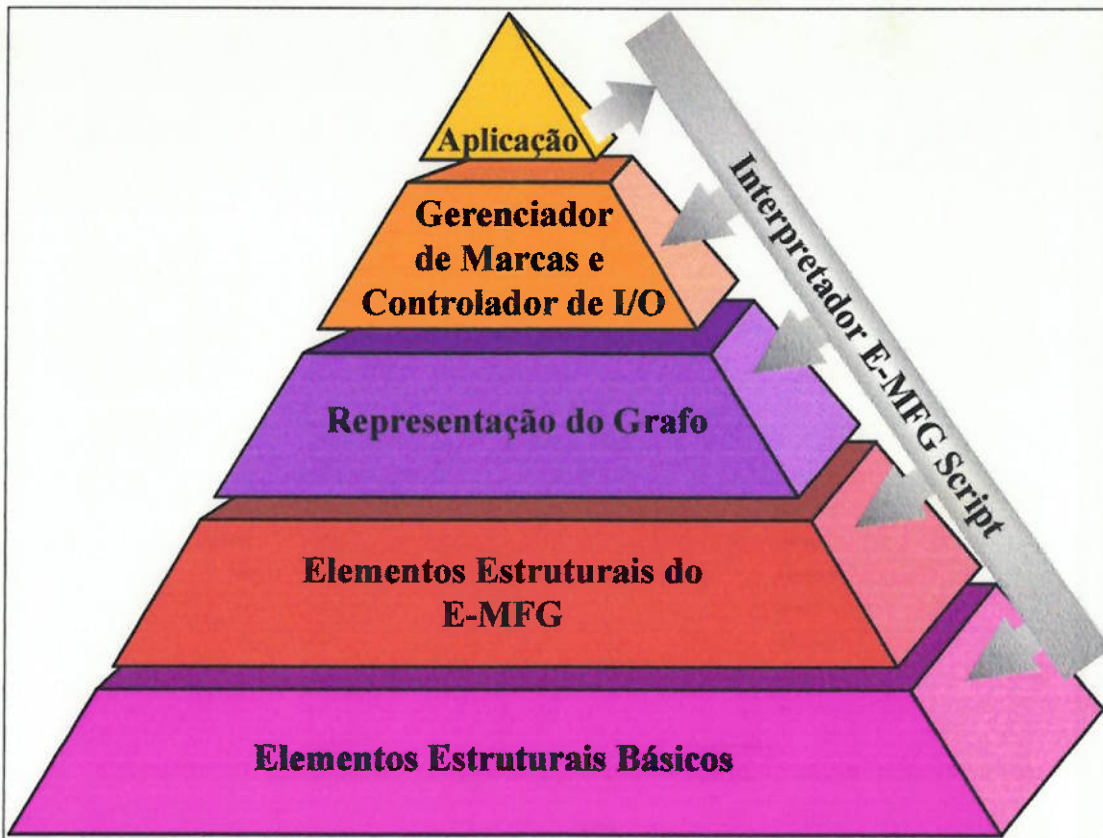 Aplicação
Gerenciador
de Marcas e
Controlador de I/O
Representação do Grafo
Elementos Estruturais do
E-MFG
Elementos Estruturais Básicos
Interpretador E-MFG Script